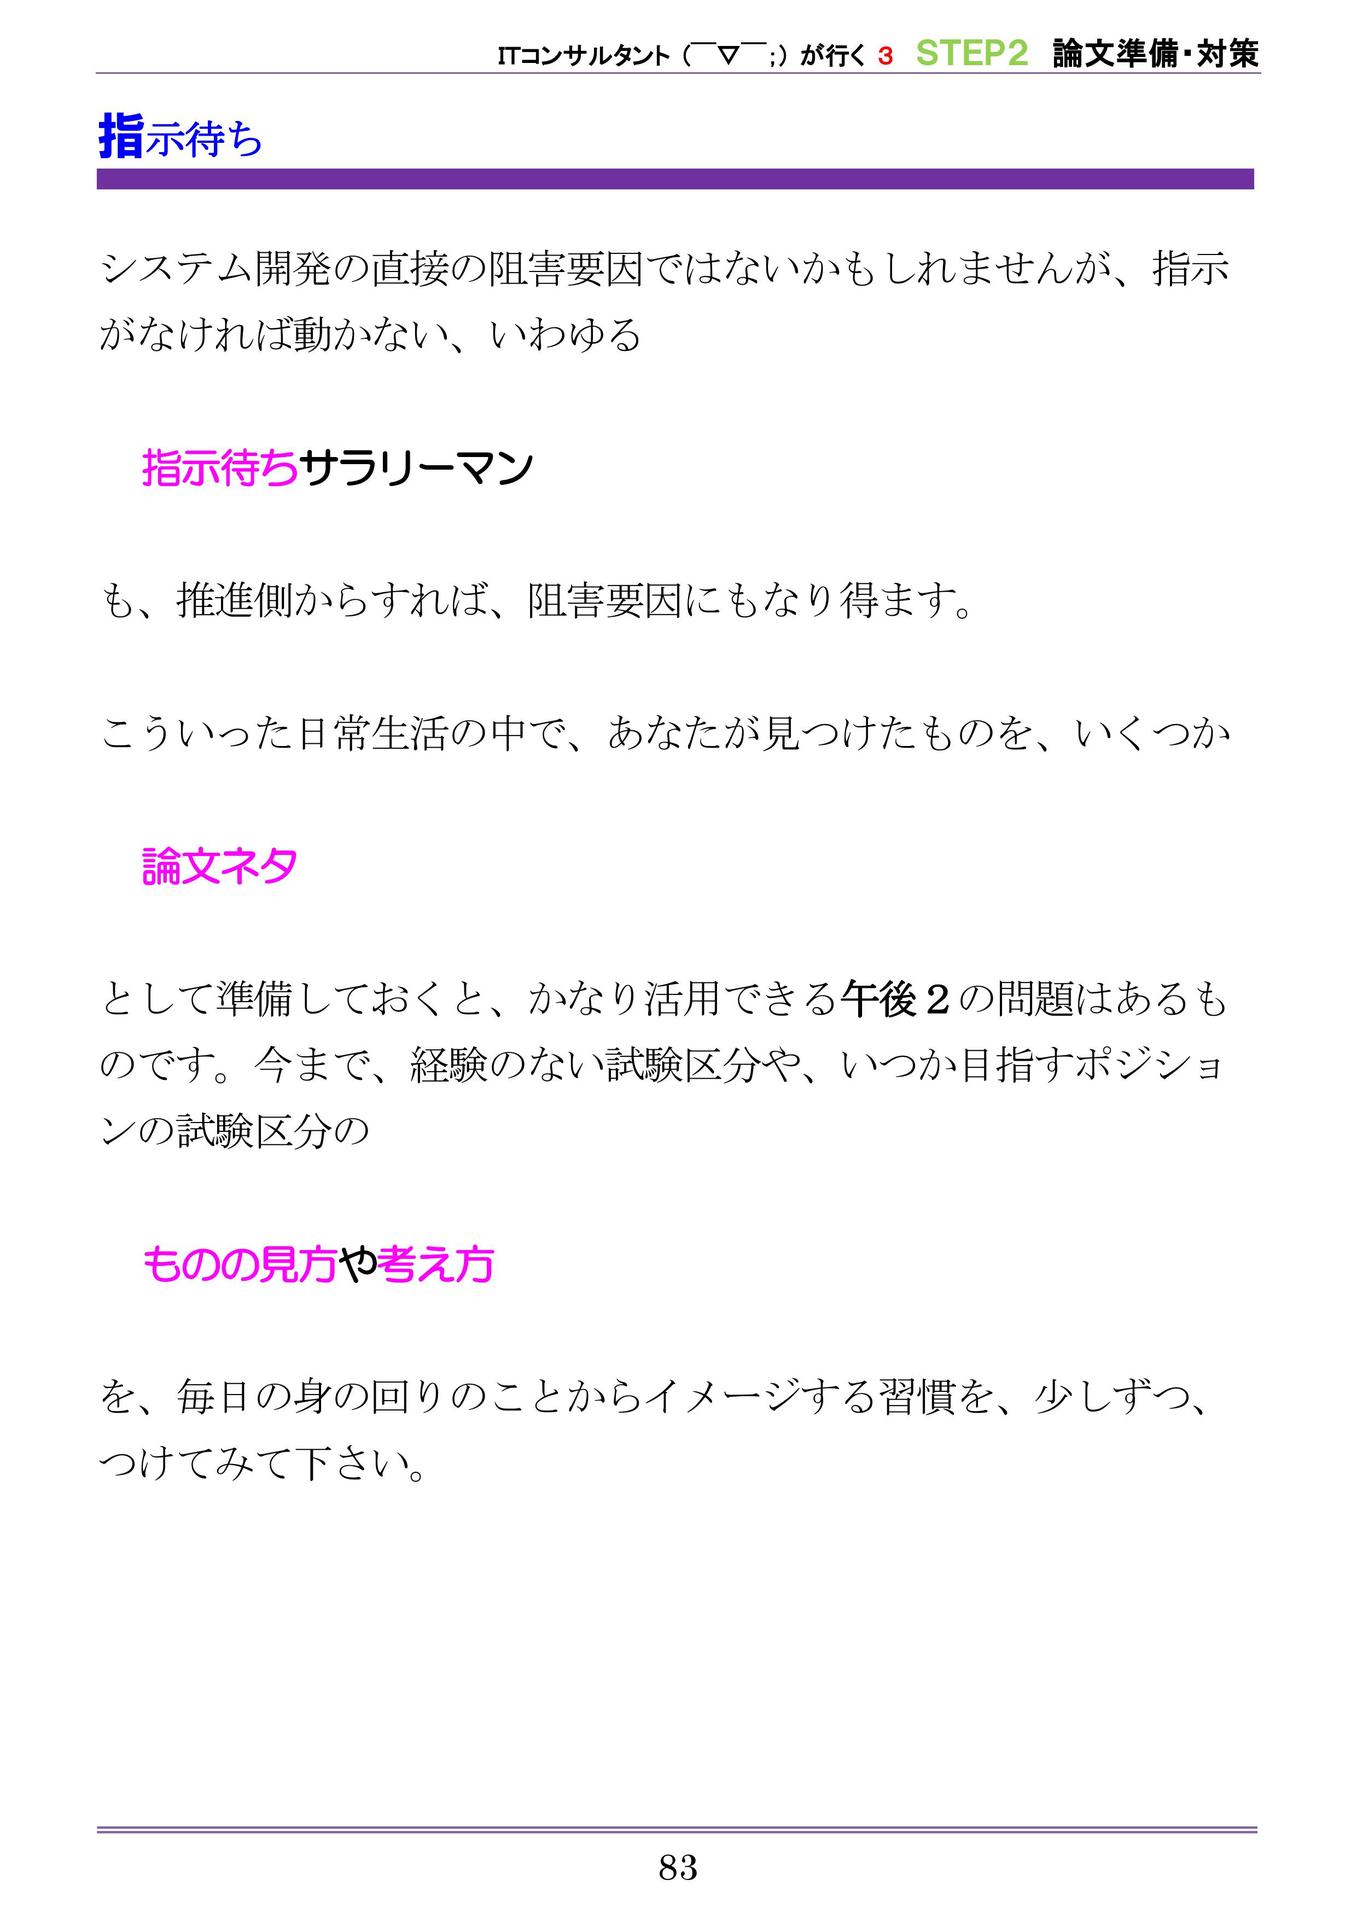 ITコンサルタント（￣▽￣;）が行く 3 STEP2 論文準備・対策
指示待ち
システム開発の直接の阻害要因ではないかもしれませんが、指示
がなければ動かない、いわゆる
指示待ちサラリーマン
も、推進側からすれば、阻害要因にもなり得ます。
こういった日常生活の中で、あなたが見つけたものを、いくつか
論文ネタ
として準備しておくと、かなり活用できる午後２の問題はあるも
のです。今まで、経験のない試験区分や、いつか目指すポジショ
ンの試験区分の
ものの見方や考え方
を、毎日の身の回りのことからイメージする習慣を、少しずつ、
つけてみて下さい。
83